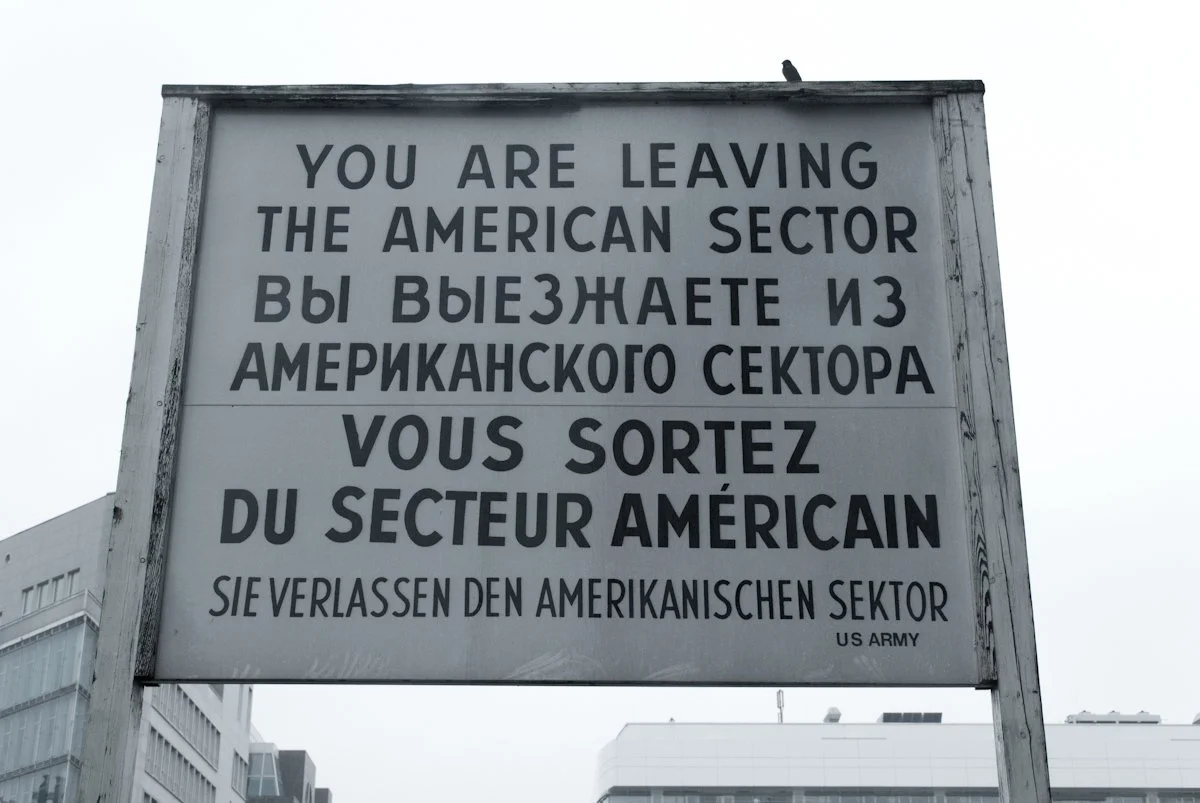 YOU ARE LEAVING
THE AMERICAN SECTOR
ВЫ ВЫЕЗЖАЕТЕ ИЗ
АМЕРИКАНСКОГО СЕКТОРА
VOUS SORTEZ
DU SECTEUR AMÉRICAIN
SIE VERLASSEN DEN AMERIKANISCHEN SEKTOR
US ARMY